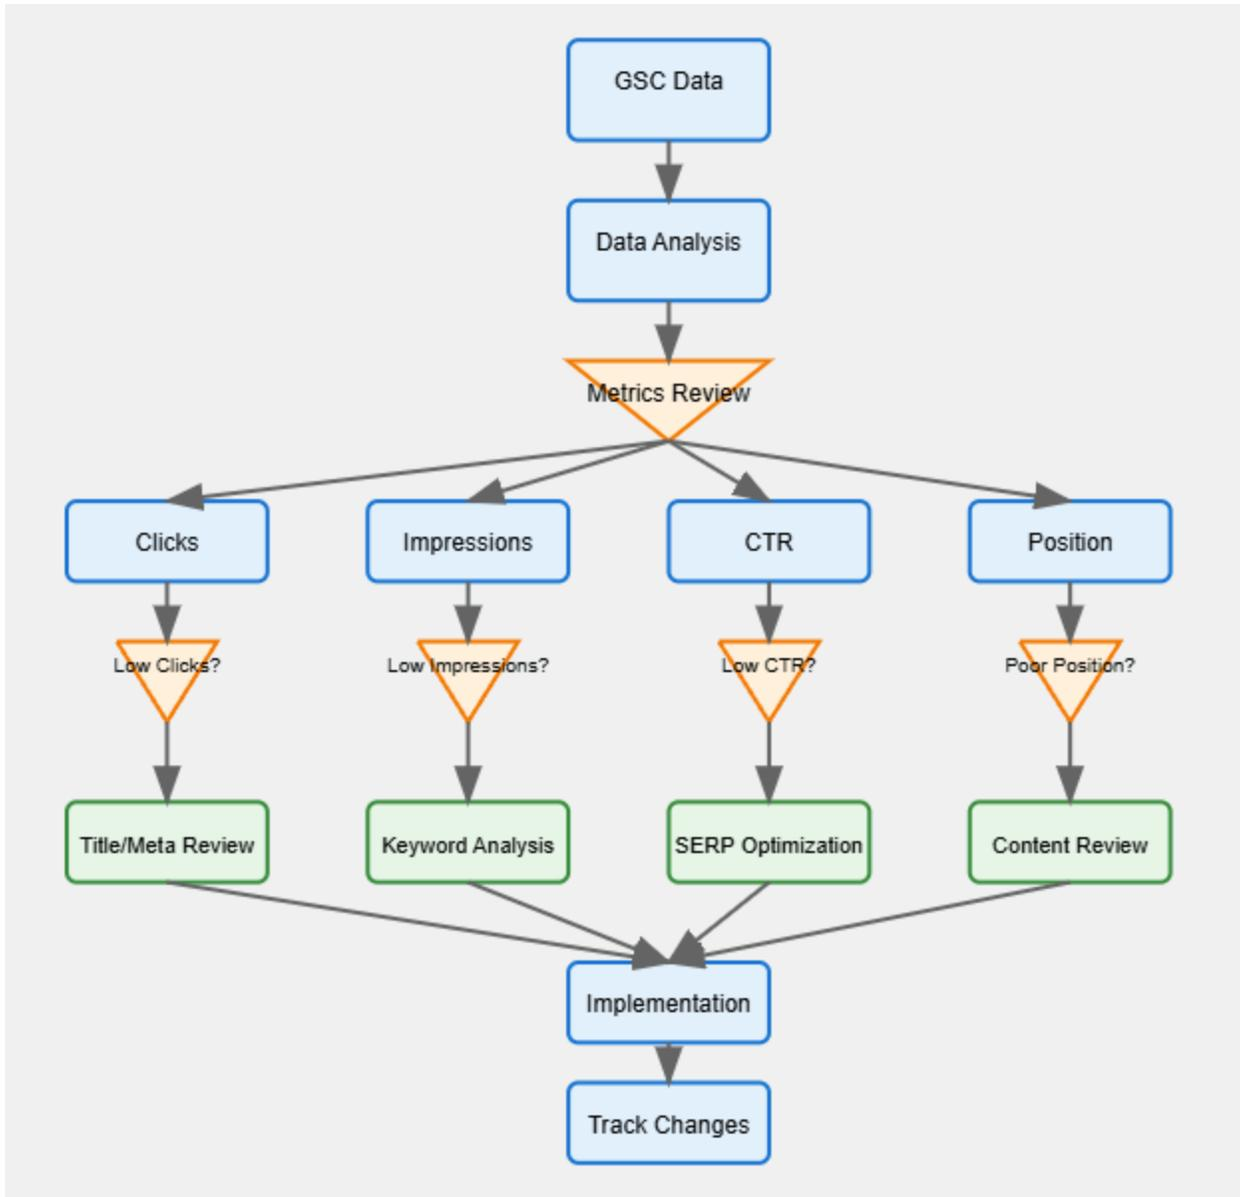 GSC Data
Data Analysis
Metrics Review
Clicks
Impressions
CTR
Position
Low Clicks?
Low Impressions?
Low CTR?
Poor Position?
Title/Meta Review
Keyword Analysis
SERP Optimization
Content Review
Implementation
Track Changes